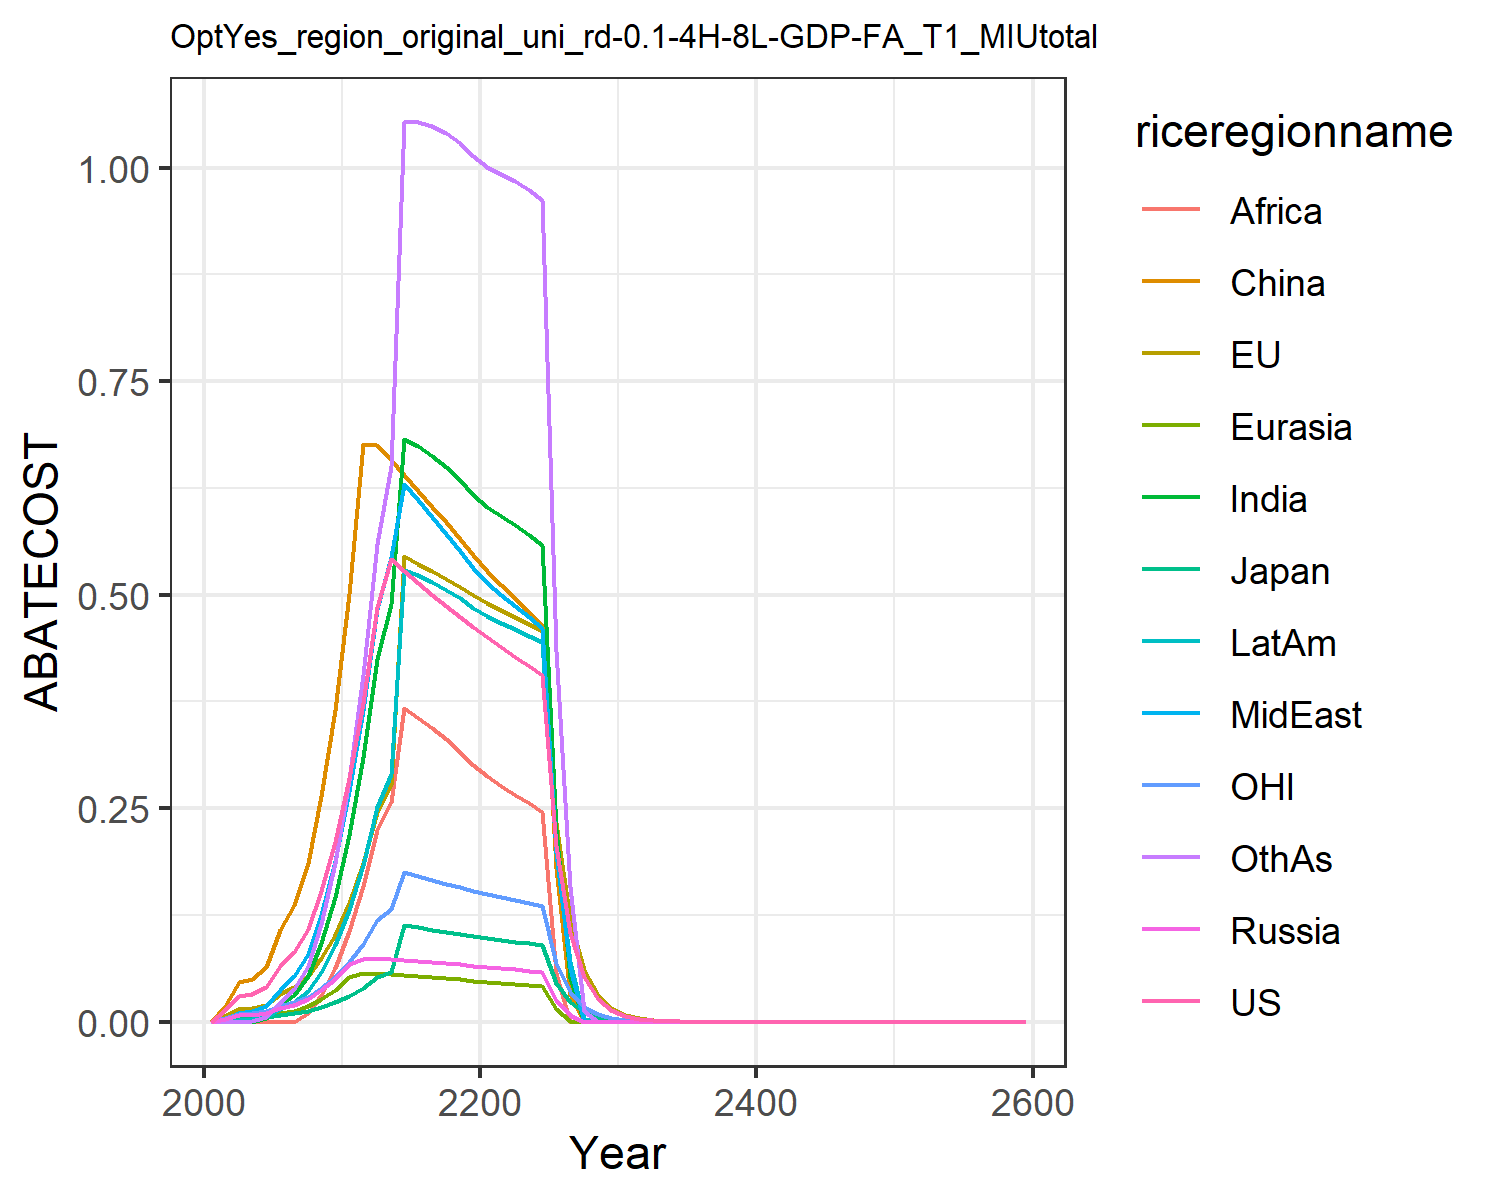 OptYes_region_original_uni_rd-0.1-4H-8L-GDP-FA_T1_MIUtotal
ABATECOST
1.00
0.75
0.50
0.25
0.00
2000
2200
2400
2600
Year
riceregionname
Africa
China
EU
Eurasia
India
Japan
LatAm
MidEast
OHI
OthAs
Russia
US